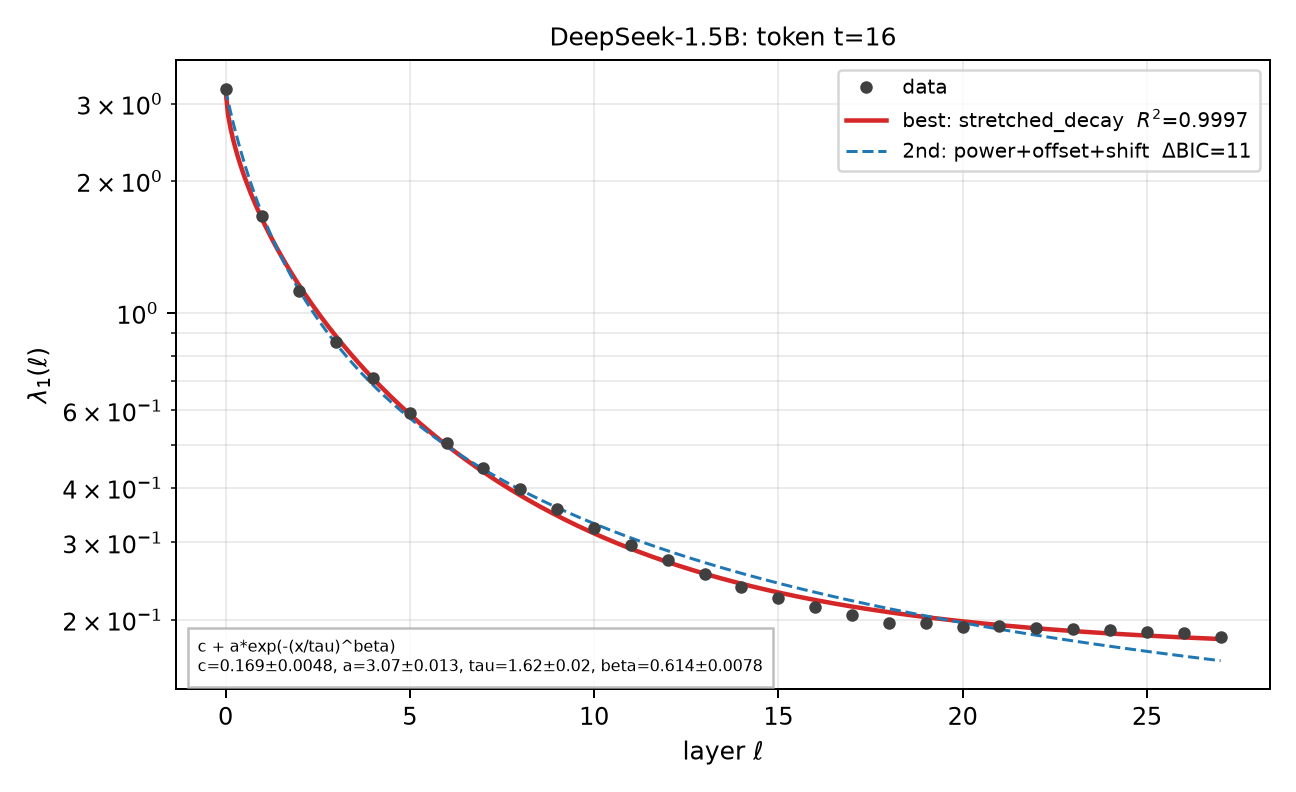 DeepSeek-1.5B: token t=16
data
best: stretched_decay R²=0.9997
2nd: power+offset+shift ΔBIC=11
λ₁(ℓ)
3 × 10⁰
2 × 10⁰
10⁰
6 × 10⁻¹
4 × 10⁻¹
3 × 10⁻¹
2 × 10⁻¹
c + a*exp(-(x/tau)^beta)
c=0.169±0.0048, a=3.07±0.013, tau=1.62±0.02, beta=0.614±0.0078
0 5 10 15 20 25
layer ℓ